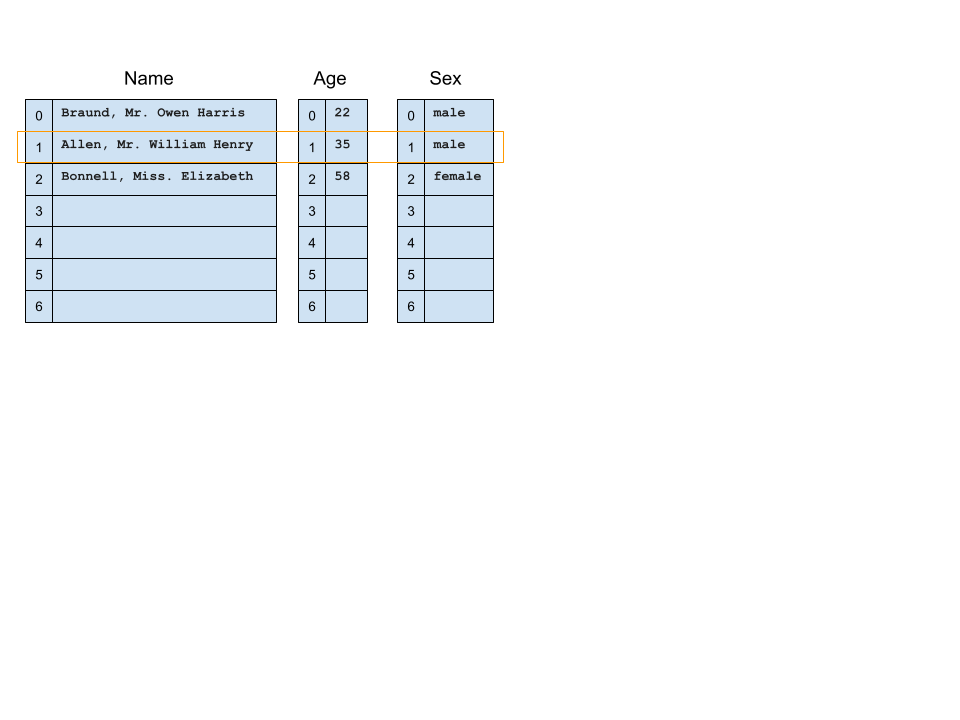 Name Age Sex
0 Braund, Mr. Owen Harris 0 22 0 male
1 Allen, Mr. William Henry 1 35 1 male
2 Bonnell, Miss. Elizabeth 2 58 2 female
3 3 3
4 4 4
5 5 5
6 6 6